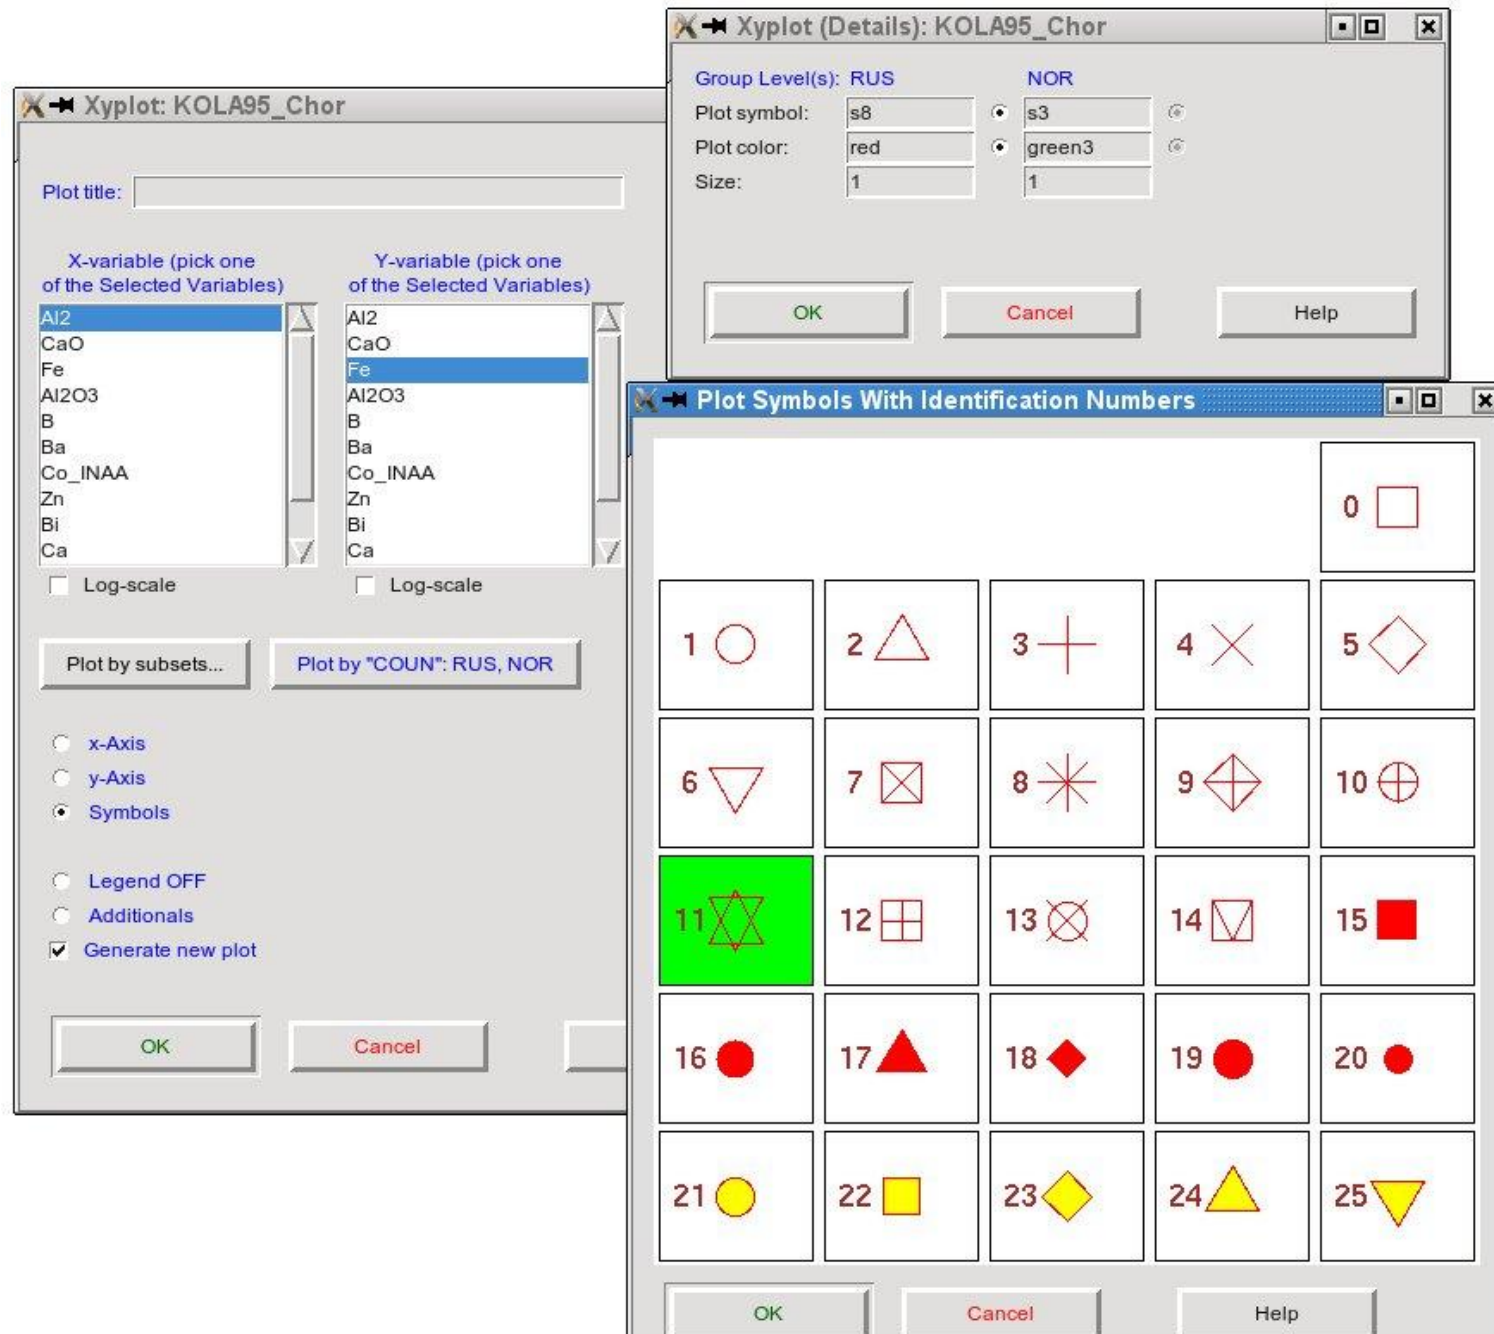 Xyplot (Details): KOLA95_Chor
Group Level(s): RUS NOR
Plot symbol: s8 s3
Plot color: red green3
Size: 1 1
OK Cancel Help
Xyplot: KOLA95_Chor
Plot title:
X-variable (pick one
of the Selected Variables)
Al2
CaO
Fe
Al2O3
B
Ba
Co_INAA
Zn
Bi
Ca
Log-scale
Y-variable (pick one
of the Selected Variables)
Al2
CaO
Fe
Al2O3
B
Ba
Co_INAA
Zn
Bi
Ca
Log-scale
Plot by subsets... Plot by "COUN": RUS, NOR
x-Axis
y-Axis
Symbols
Legend OFF
Additionals
Generate new plot
OK Cancel
Plot Symbols With Identification Numbers
0
1 2 3 4 5
6 7 8 9 10
11 12 13 14 15
16 17 18 19 20
21 22 23 24 25
OK Cancel Help